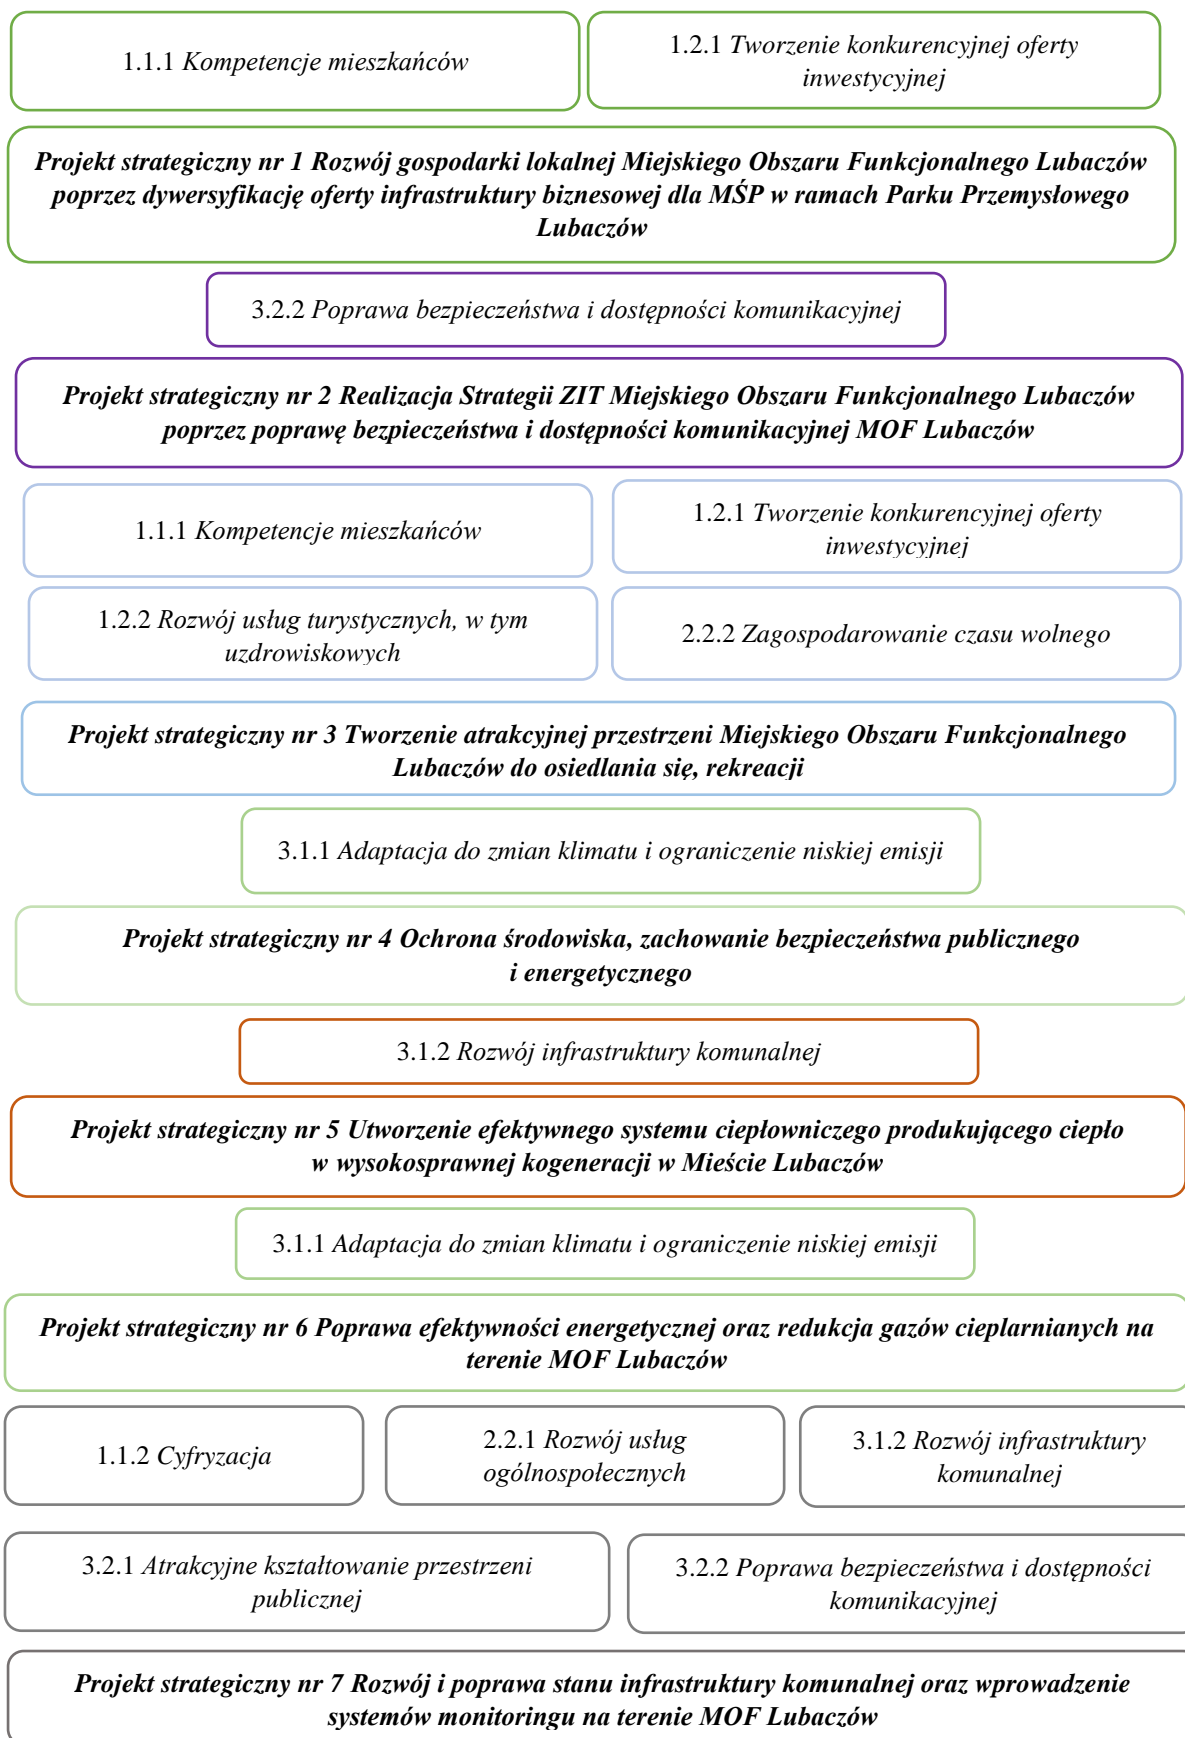 1.1.1 Kompetencje mieszkańców
1.2.1 Tworzenie konkurencyjnej oferty
inwestycyjnej
Projekt strategiczny nr 1 Rozwój gospodarki lokalnej Miejskiego Obszaru Funkcjonalnego Lubaczów
poprzez dywersyfikację oferty infrastruktury biznesowej dla MŚP w ramach Parku Przemysłowego
Lubaczów
3.2.2 Poprawa bezpieczeństwa i dostępności komunikacyjnej
Projekt strategiczny nr 2 Realizacja Strategii ZIT Miejskiego Obszaru Funkcjonalnego Lubaczów
poprzez poprawę bezpieczeństwa i dostępności komunikacyjnej MOF Lubaczów
1.1.1 Kompetencje mieszkańców
1.2.1 Tworzenie konkurencyjnej oferty
inwestycyjnej
1.2.2 Rozwój usług turystycznych, w tym
uzdrowiskowych
2.2.2 Zagospodarowanie czasu wolnego
Projekt strategiczny nr 3 Tworzenie atrakcyjnej przestrzeni Miejskiego Obszaru Funkcjonalnego
Lubaczów do osiedlania się, rekreacji
3.1.1 Adaptacja do zmian klimatu i ograniczenie niskiej emisji
Projekt strategiczny nr 4 Ochrona środowiska, zachowanie bezpieczeństwa publicznego
i energetycznego
3.1.2 Rozwój infrastruktury komunalnej
Projekt strategiczny nr 5 Utworzenie efektywnego systemu ciepłowniczego produkującego ciepło
w wysokosprawnej kogeneracji w Mieście Lubaczów
3.1.1 Adaptacja do zmian klimatu i ograniczenie niskiej emisji
Projekt strategiczny nr 6 Poprawa efektywności energetycznej oraz redukcja gazów cieplarnianych na
terenie MOF Lubaczów
1.1.2 Cyfryzacja
2.2.1 Rozwój usług
ogólnospołecznych
3.1.2 Rozwój infrastruktury
komunalnej
3.2.1 Atrakcyjne kształtowanie przestrzeni
publicznej
3.2.2 Poprawa bezpieczeństwa i dostępności
komunikacyjnej
Projekt strategiczny nr 7 Rozwój i poprawa stanu infrastruktury komunalnej oraz wprowadzenie
systemów monitoringu na terenie MOF Lubaczów